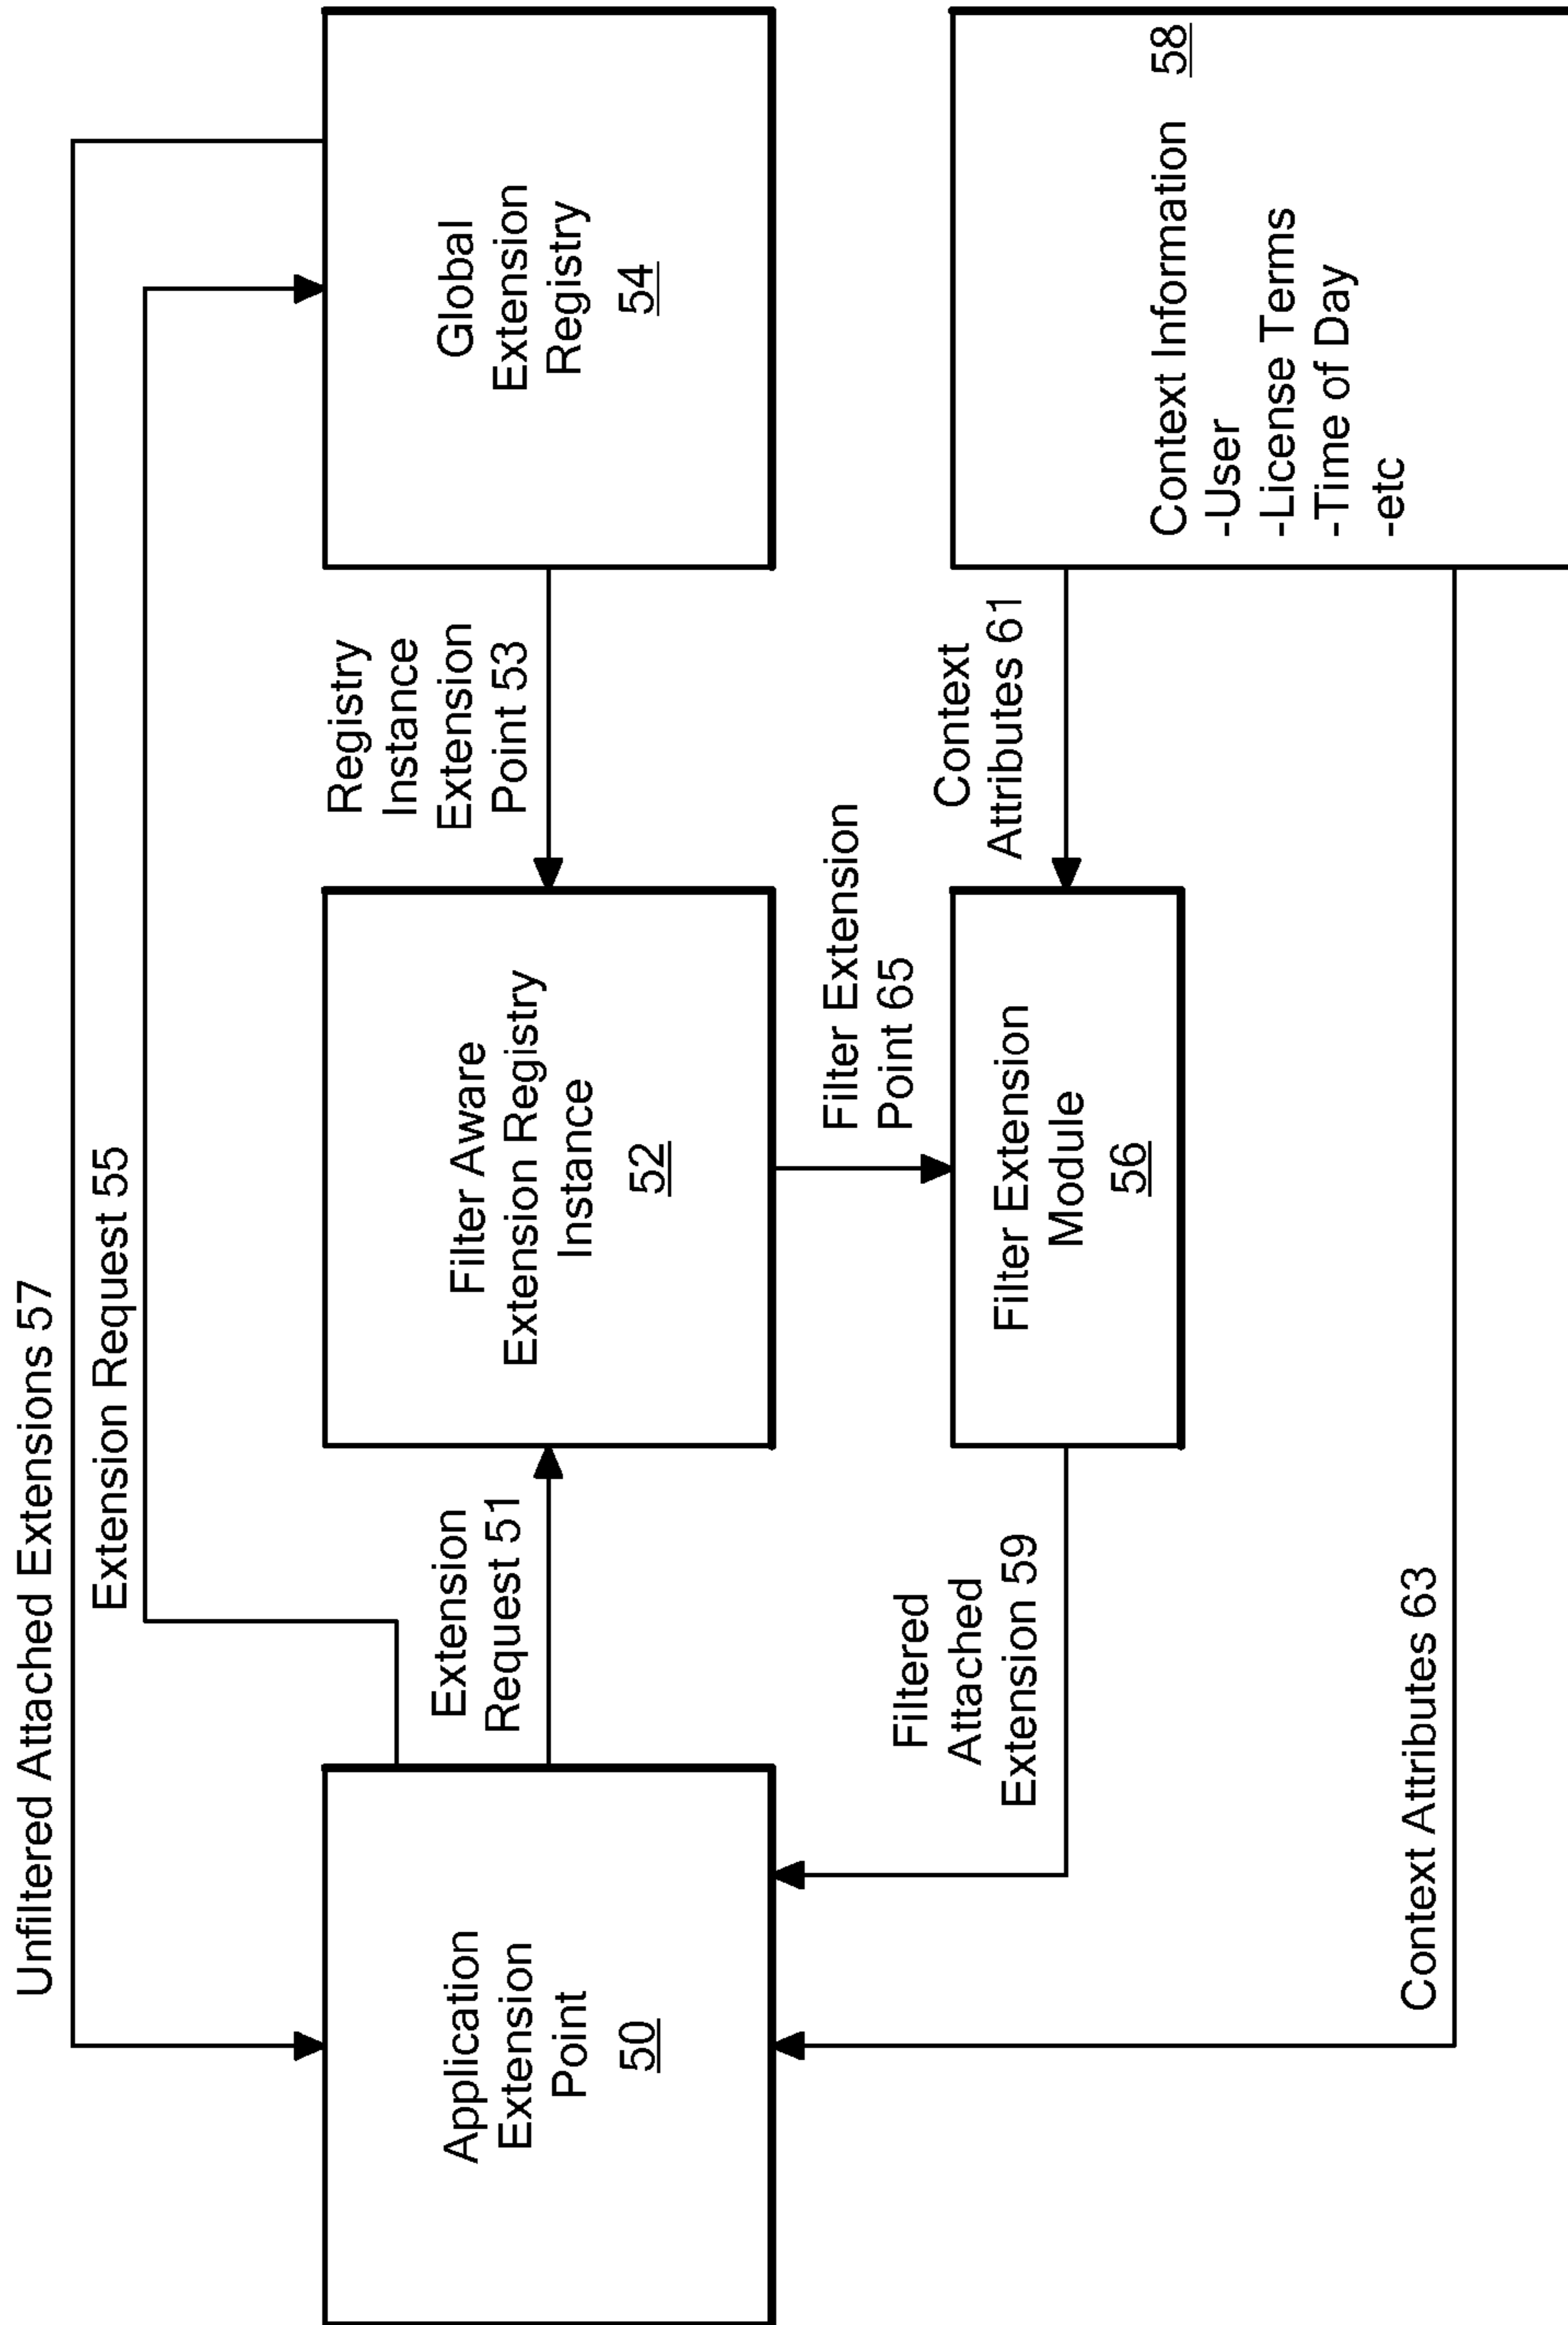 Unfiltered Attached Extensions 57
Extension Request 55
Application
Extension
Point
50
Extension
Request 51
Filter Aware
Extension Registry
Instance
52
Registry
Instance
Extension
Point 53
Global
Extension
Registry
54
Filtered
Attached
Extension 59
Filter Extension
Point 65
Filter Extension
Module
56
Context
Attributes 61
Context Information 58
-User
-License Terms
-Time of Day
-etc
Context Attributes 63